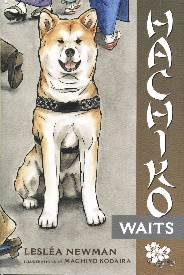 HACHIKO
WAITS
LESLÉA NEWMAN
ILLUSTRATIONS BY MACHIYO KODAIRA